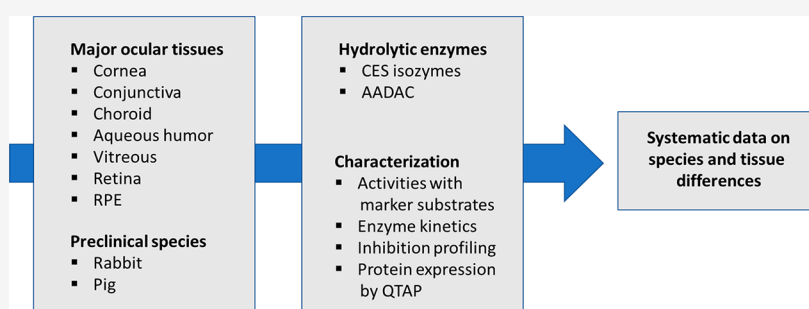 Major ocular tissues
▪ Cornea
▪ Conjunctiva
▪ Choroid
▪ Aqueous humor
▪ Vitreous
▪ Retina
▪ RPE
Preclinical species
▪ Rabbit
▪ Pig
Hydrolytic enzymes
▪ CES isozymes
▪ AADAC
Characterization
▪ Activities with
marker substrates
▪ Enzyme kinetics
▪ Inhibition profiling
▪ Protein expression
by QTAP
Systematic data on
species and tissue
differences